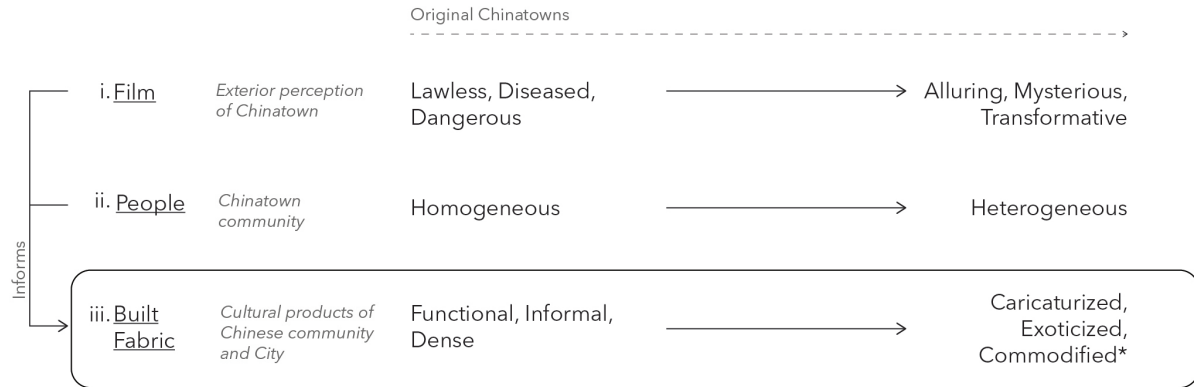 Original Chinatowns
i. Film
Exterior perception
of Chinatown
Lawless, Diseased,
Dangerous
Alluring, Mysterious,
Transformative
ii. People
Chinatown
community
Homogeneous
Heterogeneous
Informs
iii. Built
Fabric
Cultural products of
Chinese community
and City
Functional, Informal,
Dense
Caricaturized,
Exoticized,
Commodified*